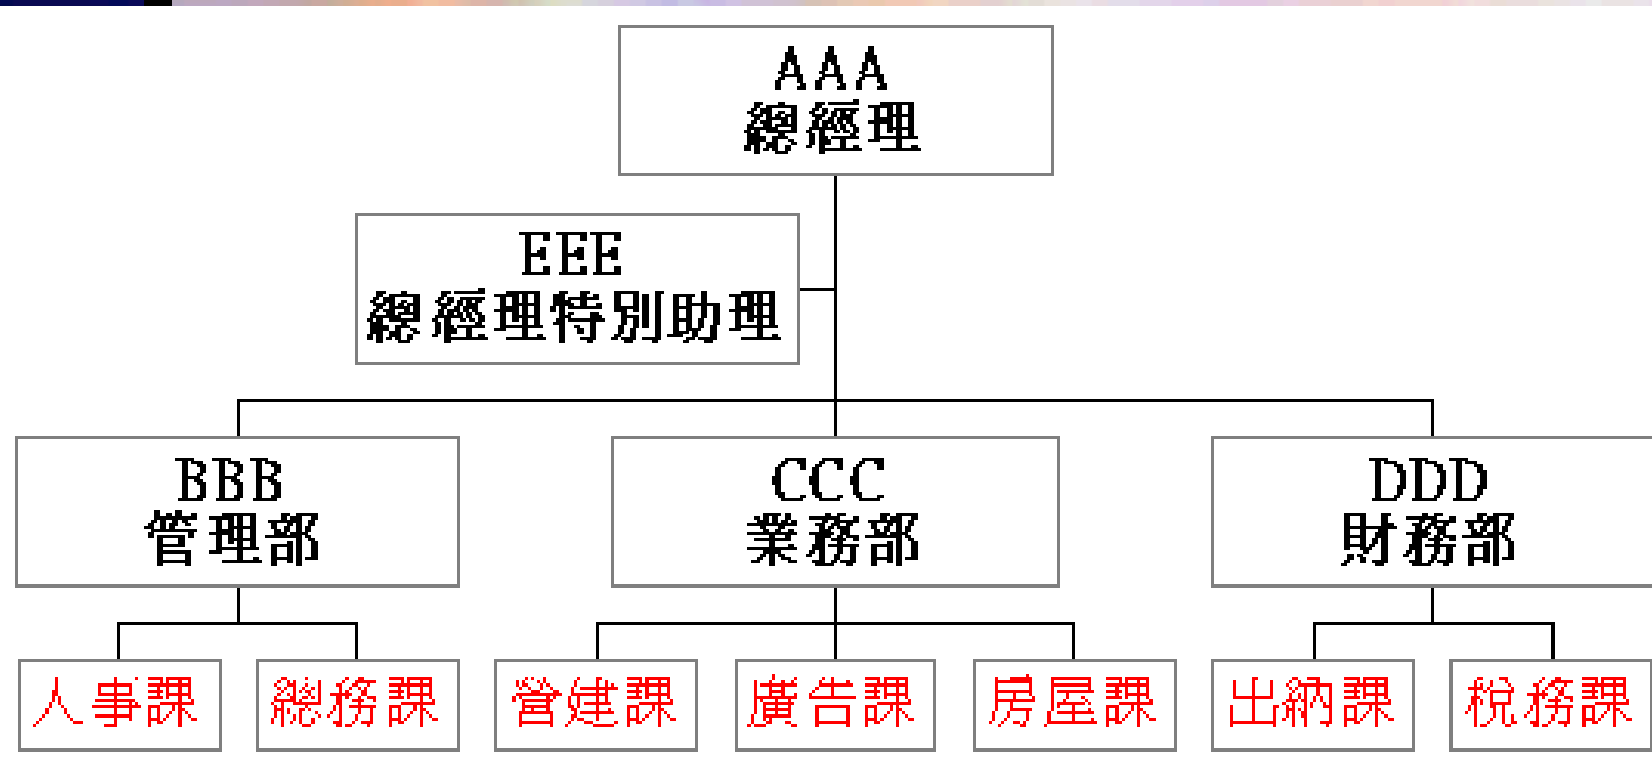 AAA
總經理
EEE
總經理特別助理
BBB
管理部
CCC
業務部
DDD
財務部
人事課
總務課
營建課
廣告課
房屋課
出納課
稅務課